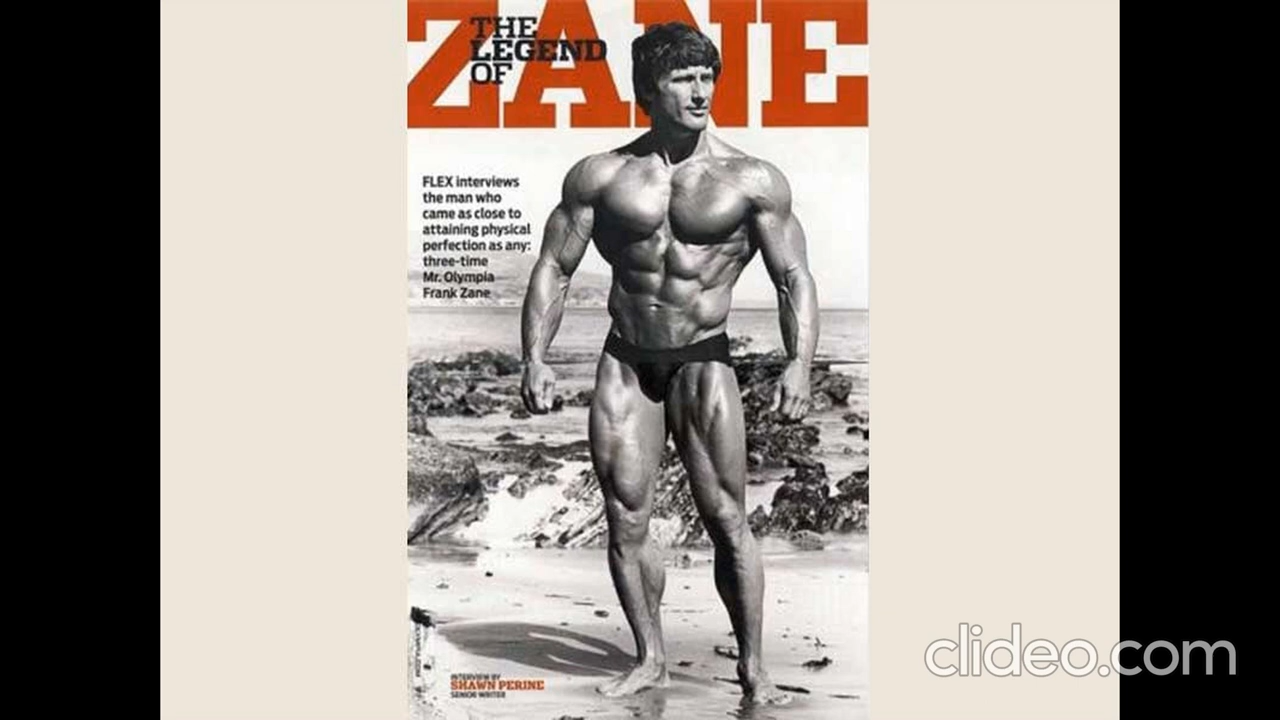 THE
LEGEND
OF
ZANE
FLEX interviews
the man who
came as close to
attaining physical
perfection as any:
three-time
Mr. Olympia
Frank Zane
INTERVIEW BY
SHAWN PERINE
SENIOR WRITER
clideo.com